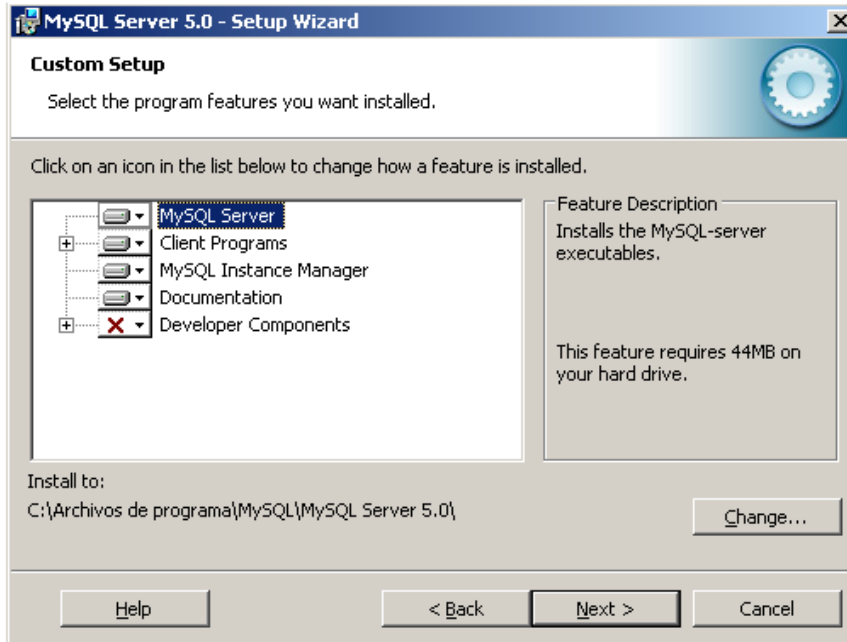 MySQL Server 5.0 - Setup Wizard
Custom Setup
Select the program features you want installed.
Click on an icon in the list below to change how a feature is installed.
MySQL Server
Client Programs
MySQL Instance Manager
Documentation
Developer Components
Feature Description
Installs the MySQL-server
executables.
This feature requires 44MB on
your hard drive.
Install to:
C:\Archivos de programa\MySQL\MySQL Server 5.0\
Change...
Help
< Back
Next >
Cancel